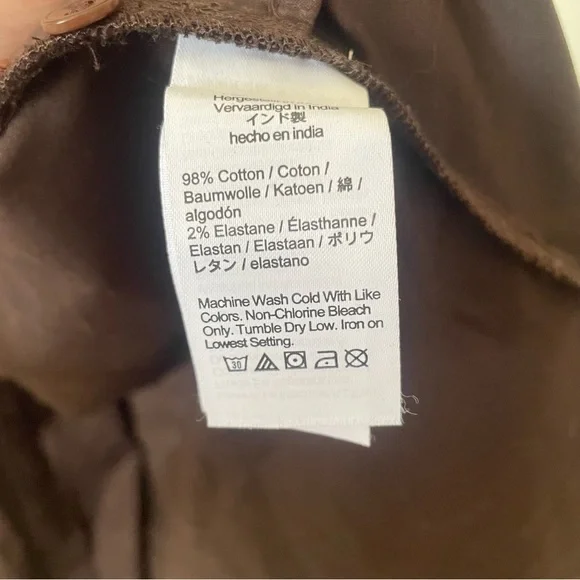 Vervaardigd in India
インド製
hecho en india
98% Cotton / Coton /
Baumwolle / Katoen / 綿 /
algodón
2% Elastane / Élasthanne /
Elastan / Elastaan / ポリウ
レタン / elastano
Machine Wash Cold With Like
Colors. Non-Chlorine Bleach
Only. Tumble Dry Low. Iron on
Lowest Setting.
30